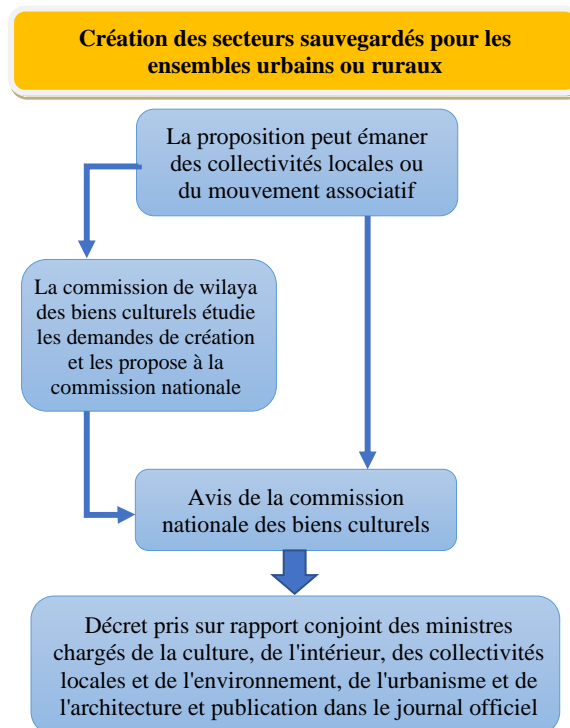 Création des secteurs sauvegardés pour les
ensembles urbains ou ruraux
La proposition peut émaner
des collectivités locales ou
du mouvement associatif
La commission de wilaya
des biens culturels étudie
les demandes de création
et les propose à la
commission nationale
Avis de la commission
nationale des biens culturels
Décret pris sur rapport conjoint des ministres
chargés de la culture, de l'intérieur, des collectivités
locales et de l'environnement, de l'urbanisme et de
l'architecture et publication dans le journal officiel